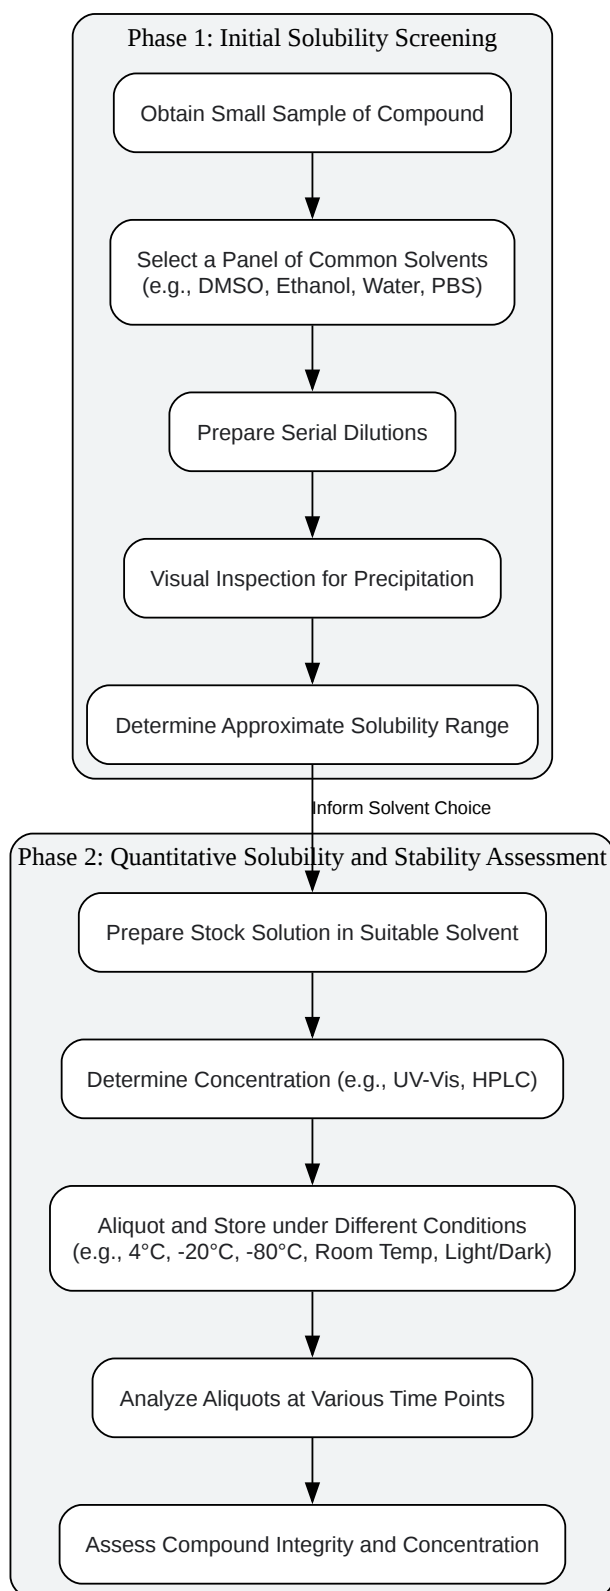 Phase 1: Initial Solubility Screening
Obtain Small Sample of Compound
Select a Panel of Common Solvents
(e.g., DMSO, Ethanol, Water, PBS)
Prepare Serial Dilutions
Visual Inspection for Precipitation
Determine Approximate Solubility Range
Inform Solvent Choice
Phase 2: Quantitative Solubility and Stability Assessment
Prepare Stock Solution in Suitable Solvent
Determine Concentration (e.g., UV-Vis, HPLC)
Aliquot and Store under Different Conditions
(e.g., 4°C, -20°C, -80°C, Room Temp, Light/Dark)
Analyze Aliquots at Various Time Points
Assess Compound Integrity and Concentration